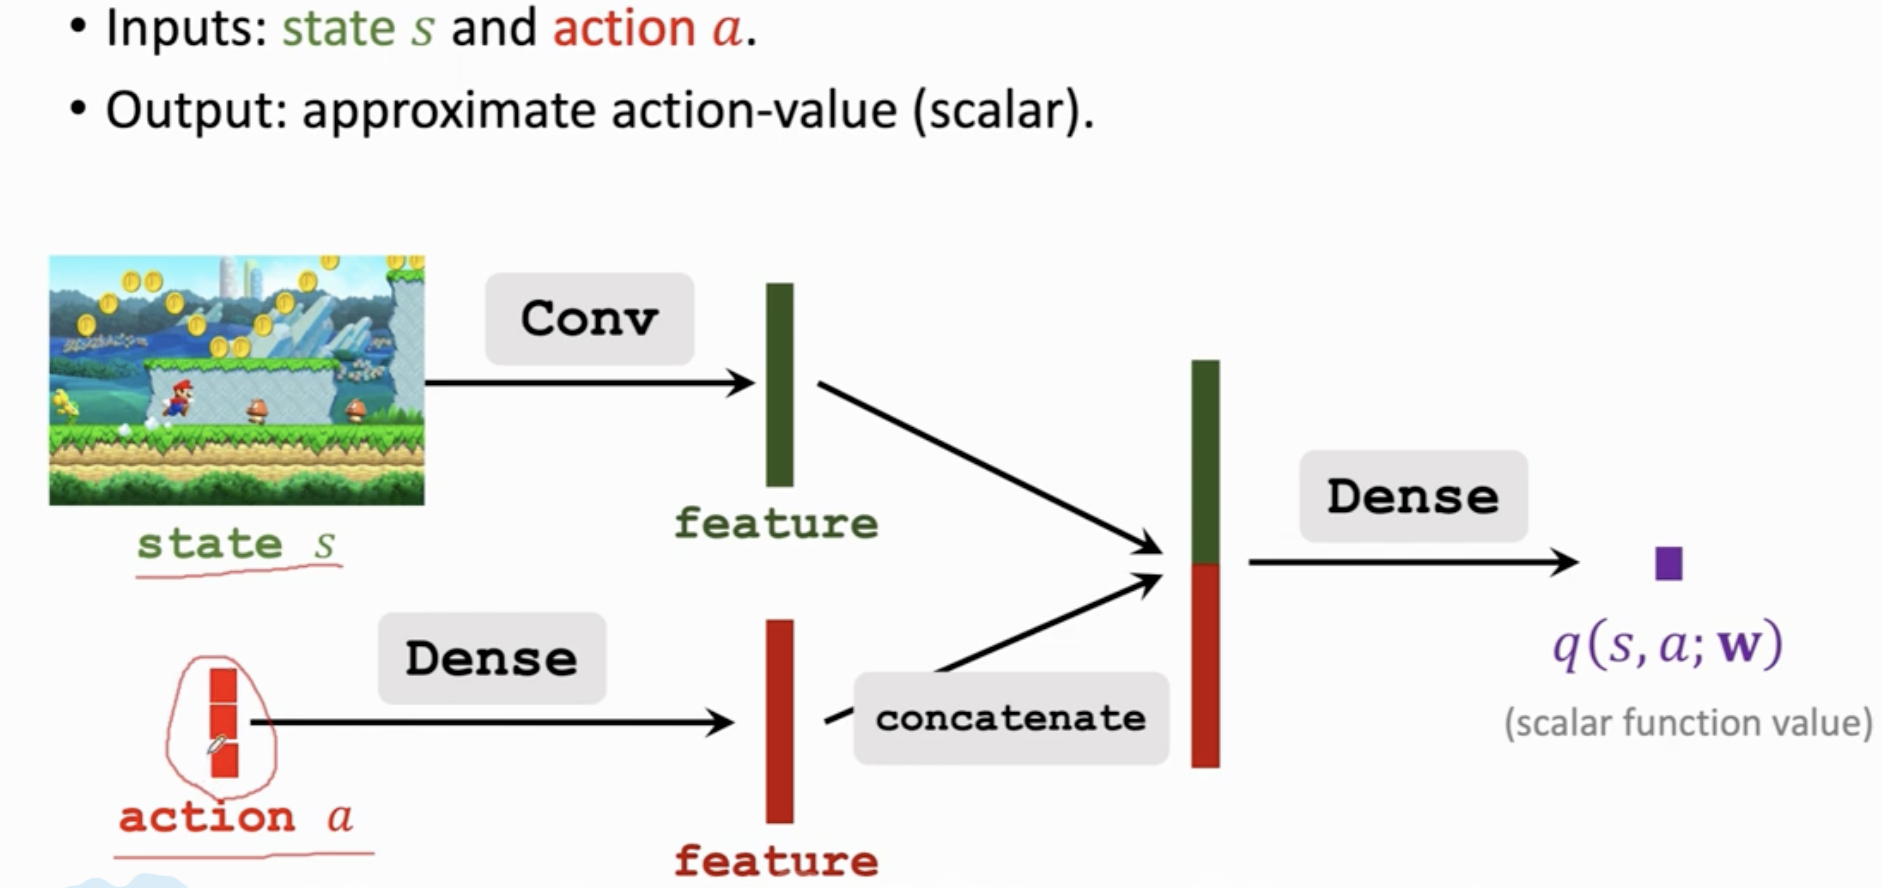 • Inputs: state s and action a.
• Output: approximate action-value (scalar).
Conv
feature
state s
Dense
concatenate
feature
action a
Dense
q(s, a; w)
(scalar function value)